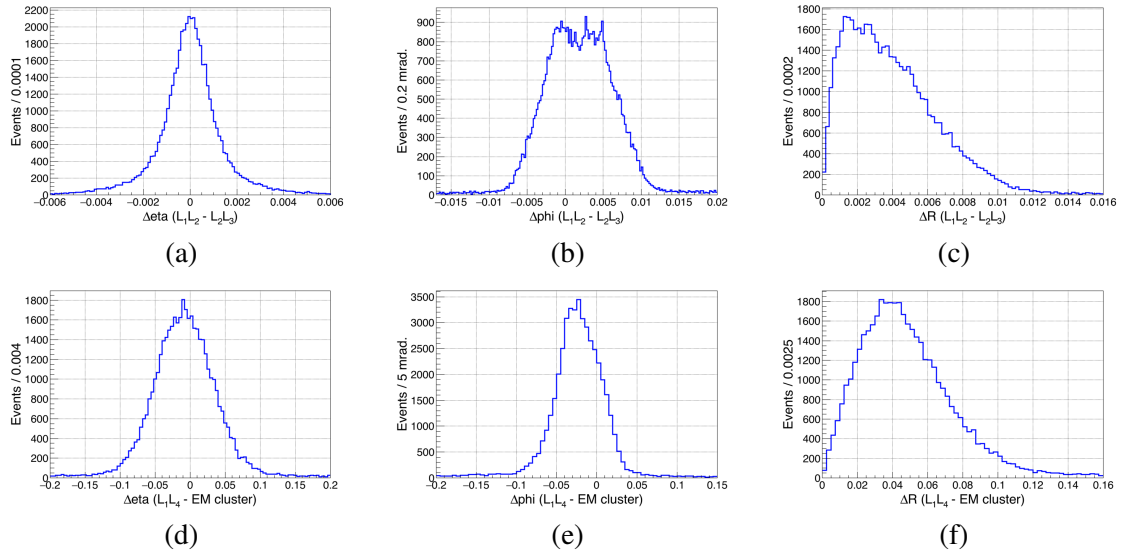 2200
2000
1800
1600
1400
1200
1000
800
600
400
200
0
Events / 0.0001
−0.006 −0.004 −0.002 0 0.002 0.004 0.006
Δeta (L₁L₂ - L₂L₃)
(a)
900
800
700
600
500
400
300
200
100
0
Events / 0.2 mrad.
−0.015 −0.01 −0.005 0 0.005 0.01 0.015 0.02
Δphi (L₁L₂ - L₂L₃)
(b)
1800
1600
1400
1200
1000
800
600
400
200
0
Events / 0.0002
0 0.002 0.004 0.006 0.008 0.01 0.012 0.014 0.016
ΔR (L₁L₂ - L₂L₃)
(c)
1800
1600
1400
1200
1000
800
600
400
200
0
Events / 0.004
−0.2 −0.15 −0.1 −0.05 0 0.05 0.1 0.15 0.2
Δeta (L₁L₄ - EM cluster)
(d)
3500
3000
2500
2000
1500
1000
500
0
Events / 5 mrad.
−0.2 −0.15 −0.1 −0.05 0 0.05 0.1 0.15
Δphi (L₁L₄ - EM cluster)
(e)
1800
1600
1400
1200
1000
800
600
400
200
0
Events / 0.0025
0 0.02 0.04 0.06 0.08 0.1 0.12 0.14 0.16
ΔR (L₁L₄ - EM cluster)
(f)